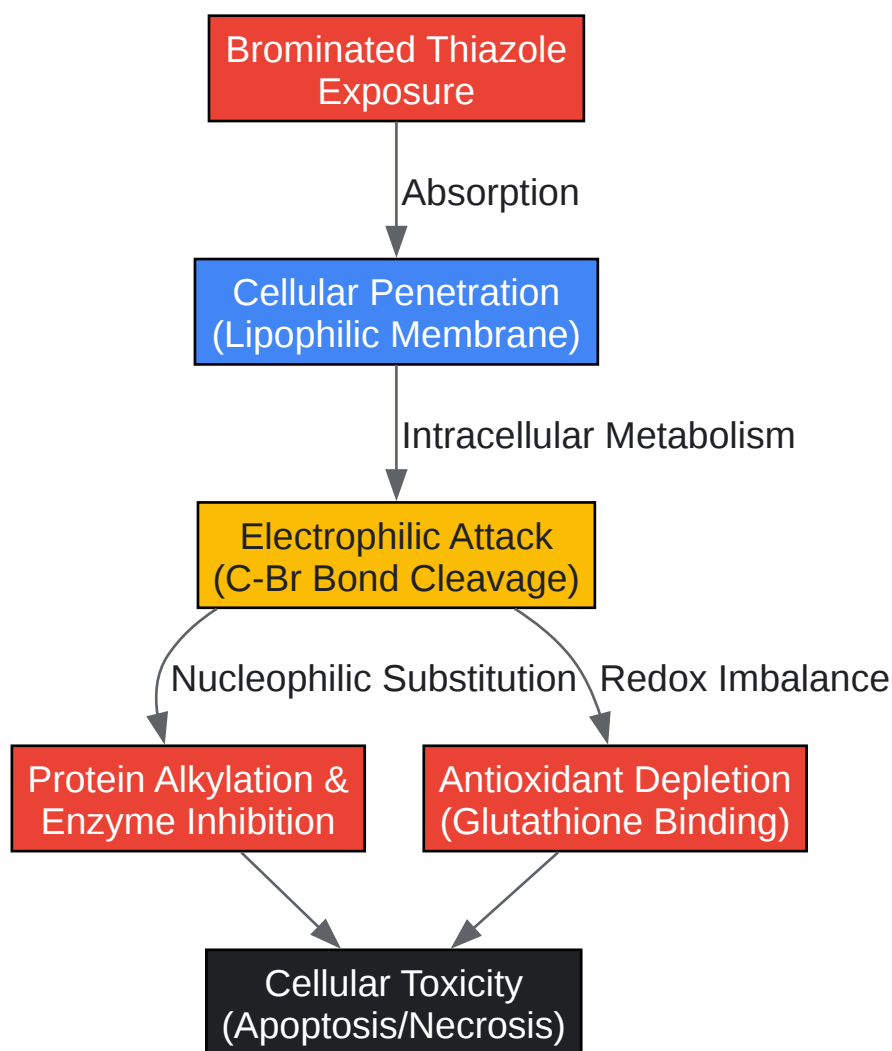 Brominated Thiazole
Exposure
Absorption
Cellular Penetration
(Lipophilic Membrane)
Intracellular Metabolism
Electrophilic Attack
(C-Br Bond Cleavage)
Nucleophilic Substitution
Redox Imbalance
Protein Alkylation &
Enzyme Inhibition
Antioxidant Depletion
(Glutathione Binding)
Cellular Toxicity
(Apoptosis/Necrosis)